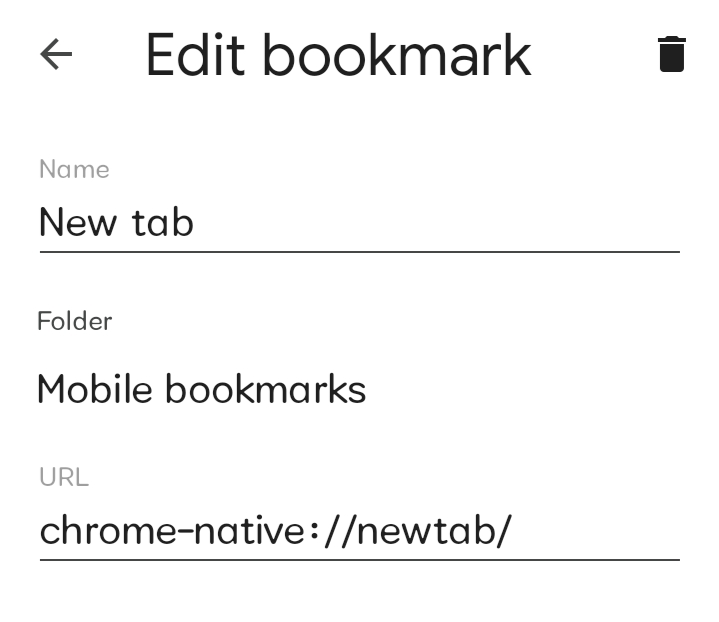 Edit bookmark
Name
New tab
Folder
Mobile bookmarks
URL
chrome-native://newtab/